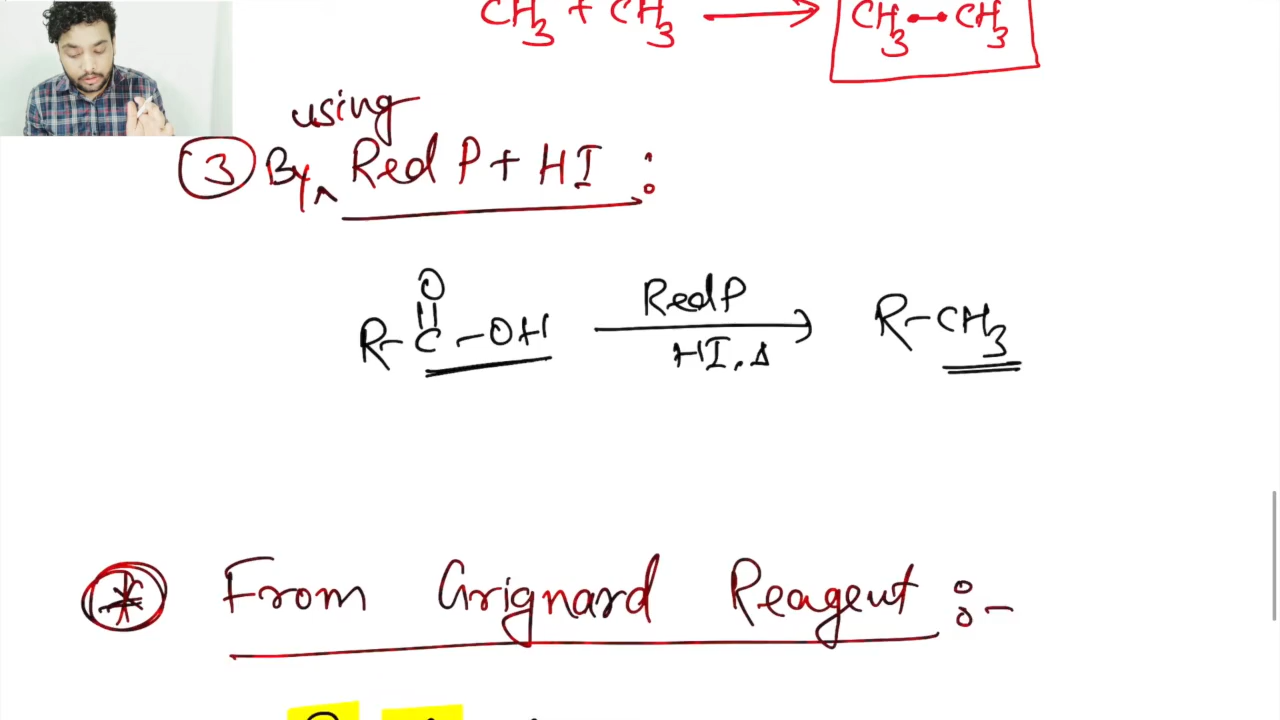 CH3 + CH3 ⟶ CH3—CH3
using
③ By ^ Red P + HI :
O
R-C-OH Red P HI, Δ ⟶ R-CH3
* From Grignard Reagent :-